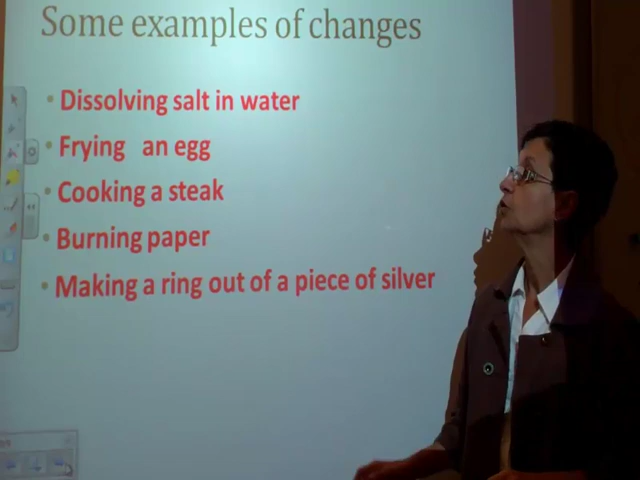 Some examples of changes
• Dissolving salt in water
• Frying an egg
• Cooking a steak
• Burning paper
• Making a ring out of a piece of silver